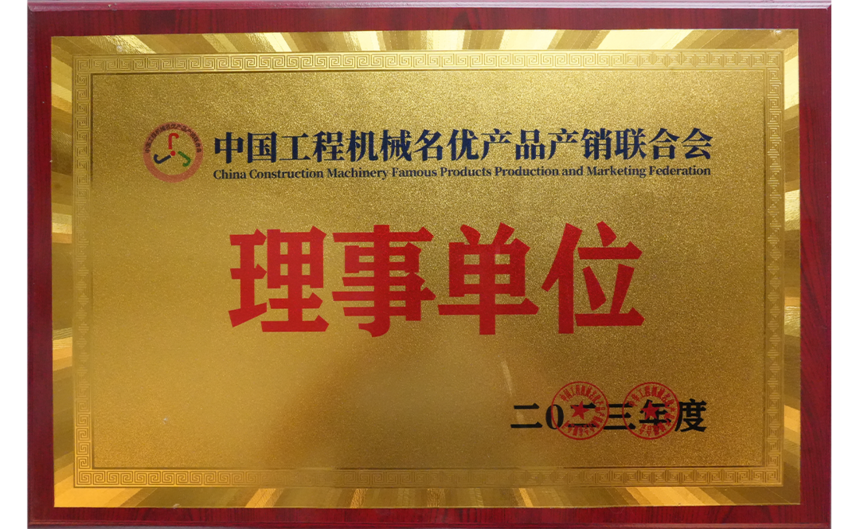 中国工程机械名优产品产销联合会
China Construction Machinery Famous Products Production and Marketing Federation
理事单位
二0二三年度